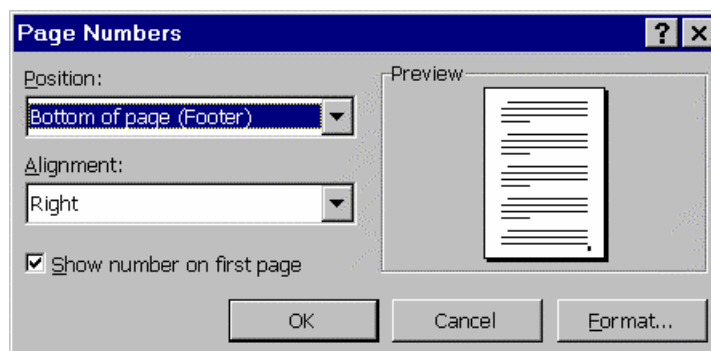 Page Numbers
Position:
Bottom of page (Footer)
Alignment:
Right
Show number on first page
Preview
OK
Cancel
Format...